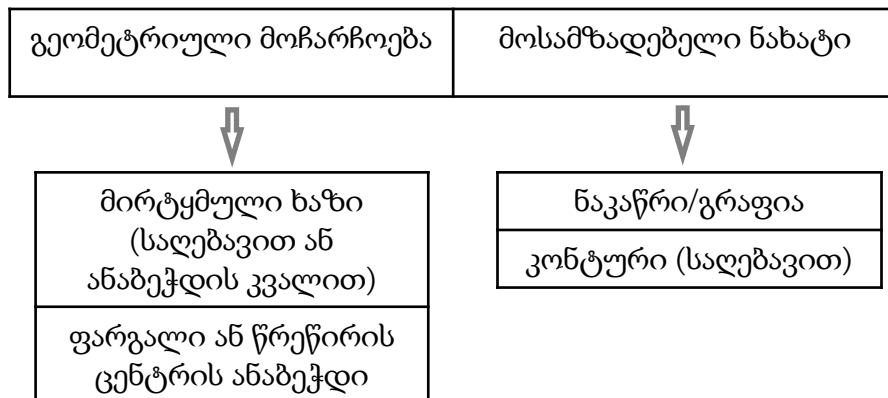 გეომეტრიული მოჩარჩოება
მოსამზადებელი ნახატი
მირტყმული ხაზი
(საღებავით ან
ანაბეჭდის კვალით)
ფარგალი ან წრეწირის
ცენტრის ანაბეჭდი
ნაკაწრი/გრაფია
კონტური (საღებავით)